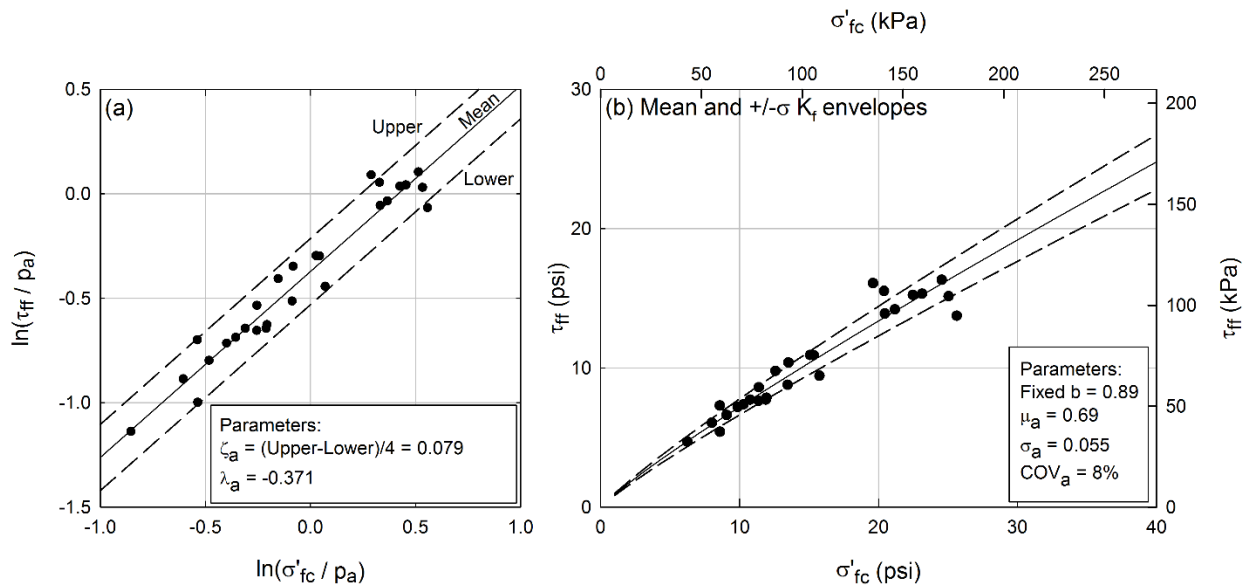 (a)
Upper
Mean
Lower
0.5
0.0
-0.5
-1.0
-1.5
ln(τff / pa)
Parameters:
ζa = (Upper-Lower)/4 = 0.079
λa = -0.371
-1.0 -0.5 0.0 0.5 1.0
ln(σ'fc / pa)
σ'fc (kPa)
0 50 100 150 200 250
(b) Mean and +/-σ Kf envelopes
30
20
10
0
τff (psi)
200
150
100
50
0
τff (kPa)
Parameters:
Fixed b = 0.89
μa = 0.69
σa = 0.055
COVa = 8%
0 10 20 30 40
σ'fc (psi)